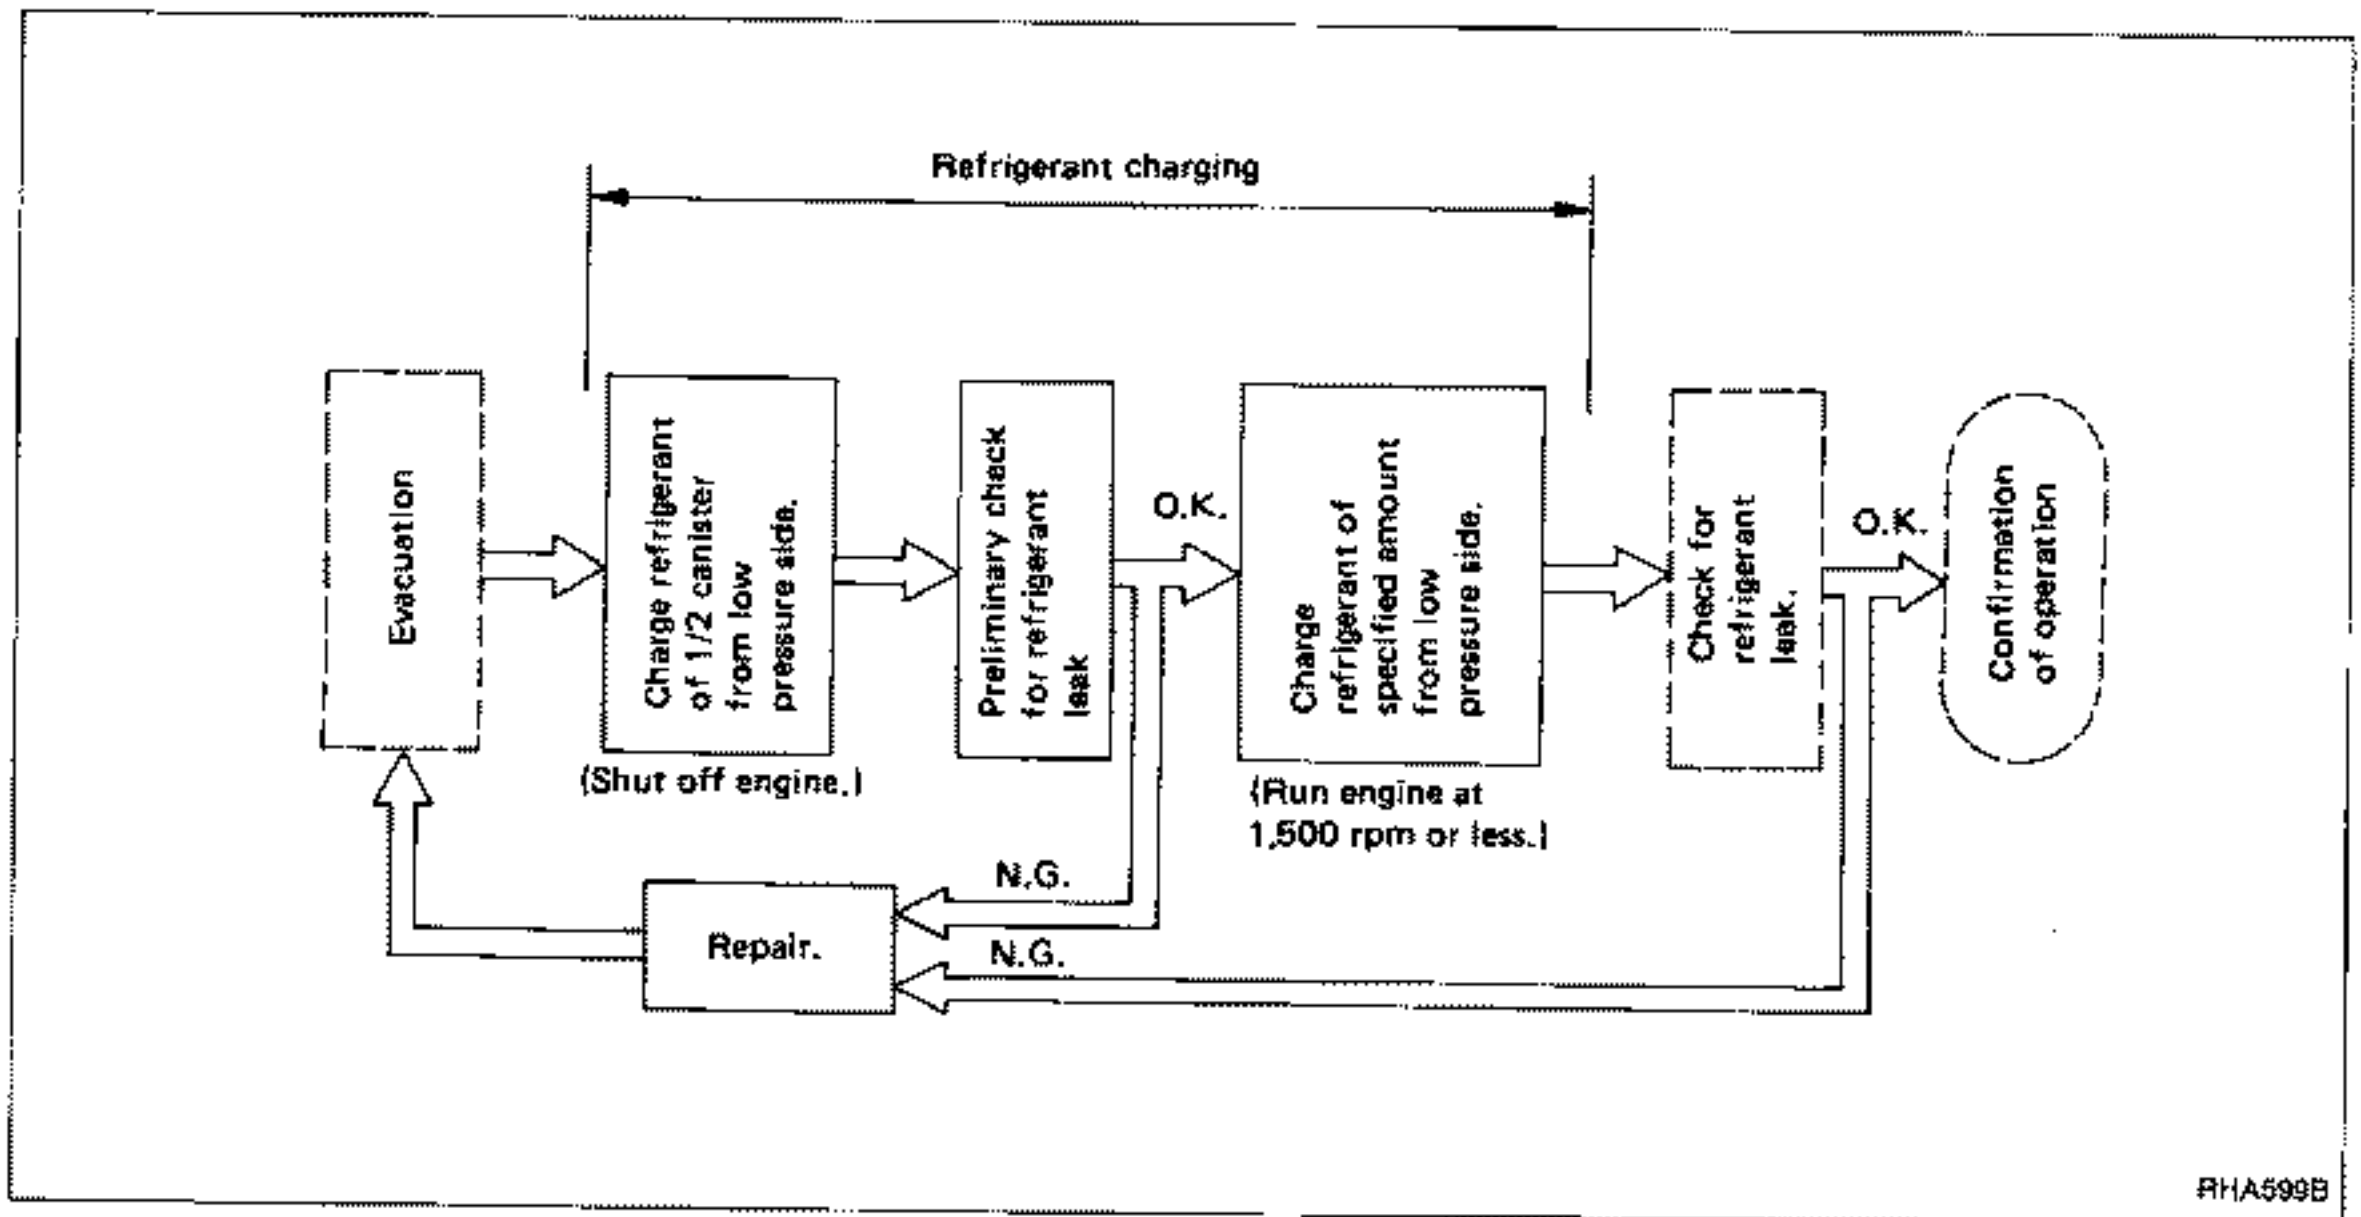 Refrigerant charging
Evacuation
Charge refrigerant
of 1/2 canister
from low
pressure side.
(Shut off engine.)
Preliminary chack
for refrigerant
leak
O.K.
Charge
refrigerant of
specified amount
from low
pressure side.
(Run engine at
1,500 rpm or less.)
Check for
refrigerant
leak.
O.K.
Confirmation
of operation
N.G.
Repair.
N.G.
RHA599B